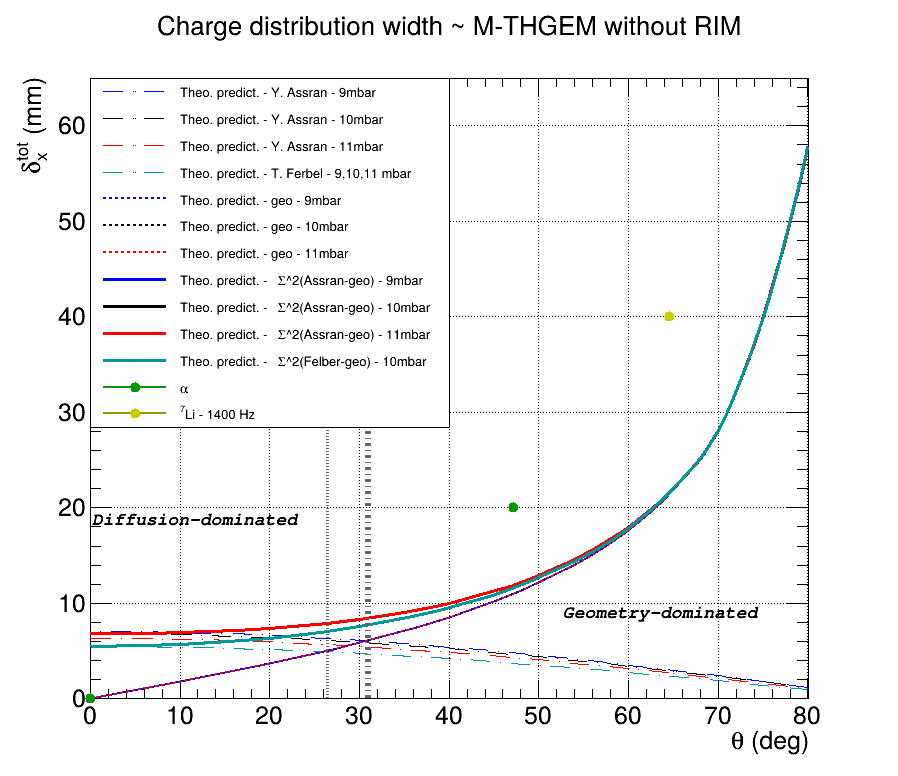 Charge distribution width ~ M-THGEM without RIM
δₓᵗᵒᵗ (mm)
60
50
40
30
20
10
0
Theo. predict. - Y. Assran - 9mbar
Theo. predict. - Y. Assran - 10mbar
Theo. predict. - Y. Assran - 11mbar
Theo. predict. - T. Ferbel - 9,10,11 mbar
Theo. predict. - geo - 9mbar
Theo. predict. - geo - 10mbar
Theo. predict. - geo - 11mbar
Theo. predict. - Σ^2(Assran-geo) - 9mbar
Theo. predict. - Σ^2(Assran-geo) - 10mbar
Theo. predict. - Σ^2(Assran-geo) - 11mbar
Theo. predict. - Σ^2(Felber-geo) - 10mbar
α
⁷Li - 1400 Hz
Diffusion-dominated
Geometry-dominated
0 10 20 30 40 50 60 70 80
θ (deg)